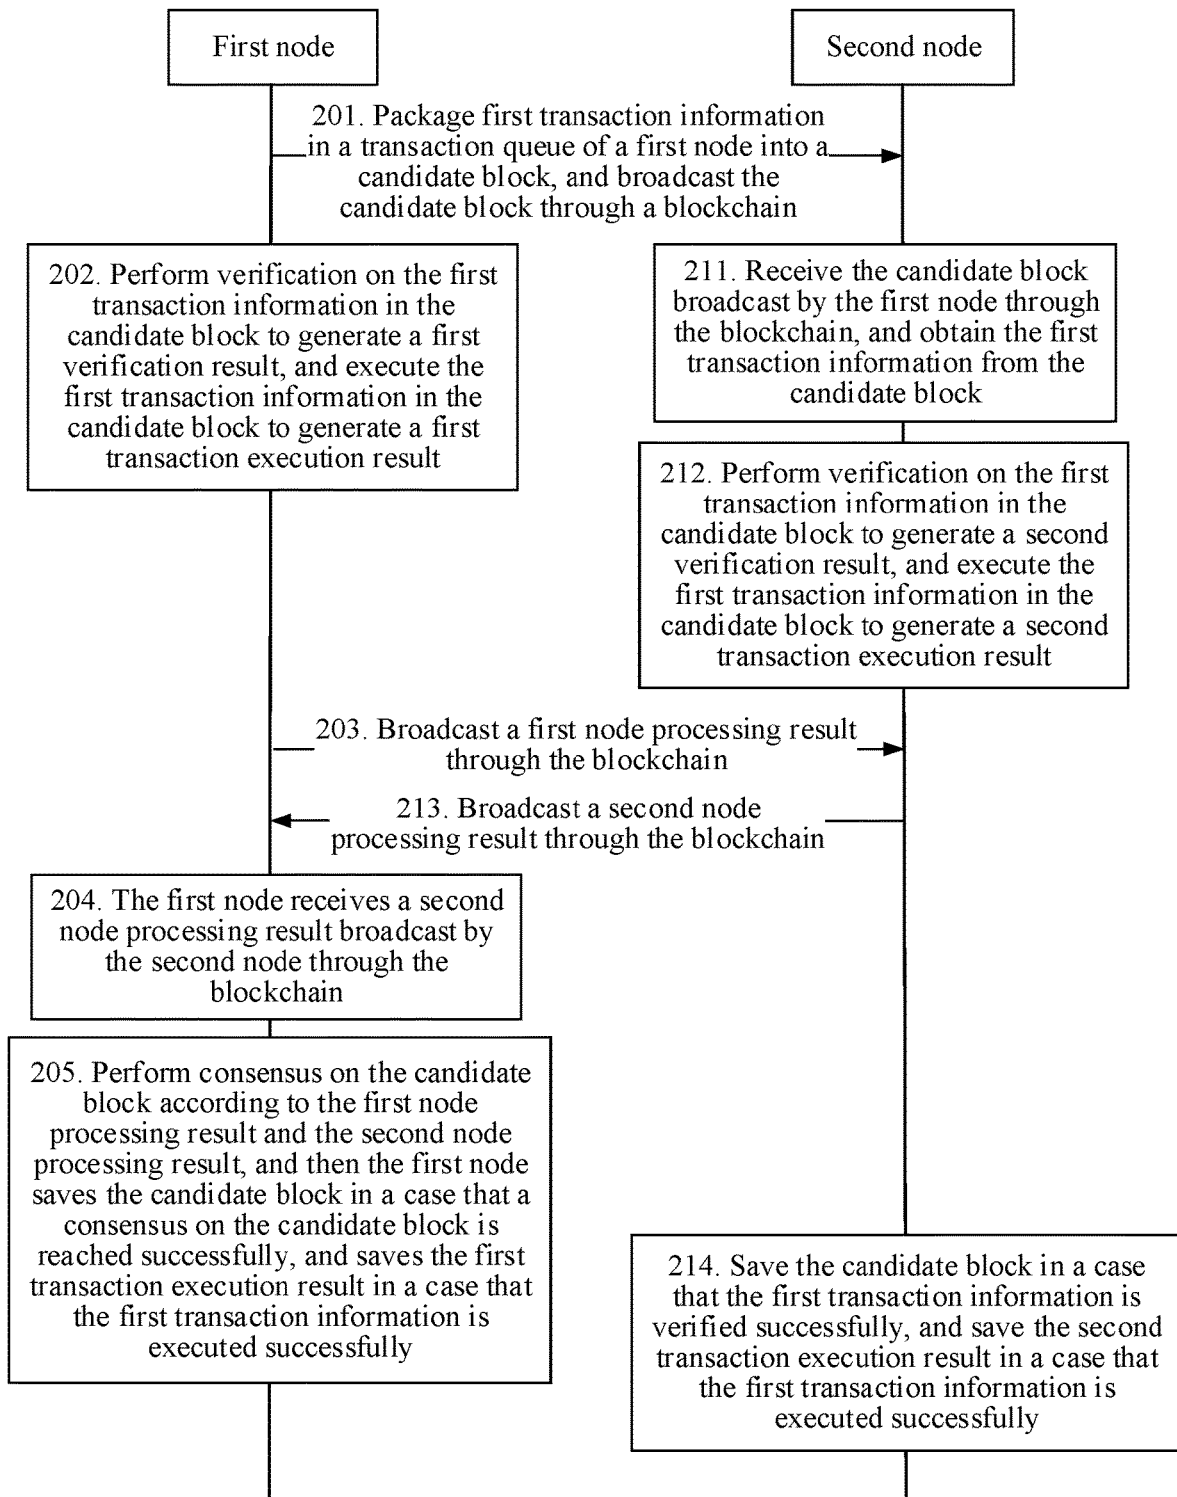 First node
Second node
201. Package first transaction information
in a transaction queue of a first node into a
candidate block, and broadcast the
candidate block through a blockchain
202. Perform verification on the first
transaction information in the
candidate block to generate a first
verification result, and execute the
first transaction information in the
candidate block to generate a first
transaction execution result
211. Receive the candidate block
broadcast by the first node through
the blockchain, and obtain the first
transaction information from the
candidate block
212. Perform verification on the first
transaction information in the
candidate block to generate a second
verification result, and execute the
first transaction information in the
candidate block to generate a second
transaction execution result
203. Broadcast a first node processing result
through the blockchain
213. Broadcast a second node
processing result through the blockchain
204. The first node receives a second
node processing result broadcast by
the second node through the
blockchain
205. Perform consensus on the candidate
block according to the first node
processing result and the second node
processing result, and then the first node
saves the candidate block in a case that a
consensus on the candidate block is
reached successfully, and saves the first
transaction execution result in a case that
the first transaction information is
executed successfully
214. Save the candidate block in a case
that the first transaction information is
verified successfully, and save the second
transaction execution result in a case that
the first transaction information is
executed successfully